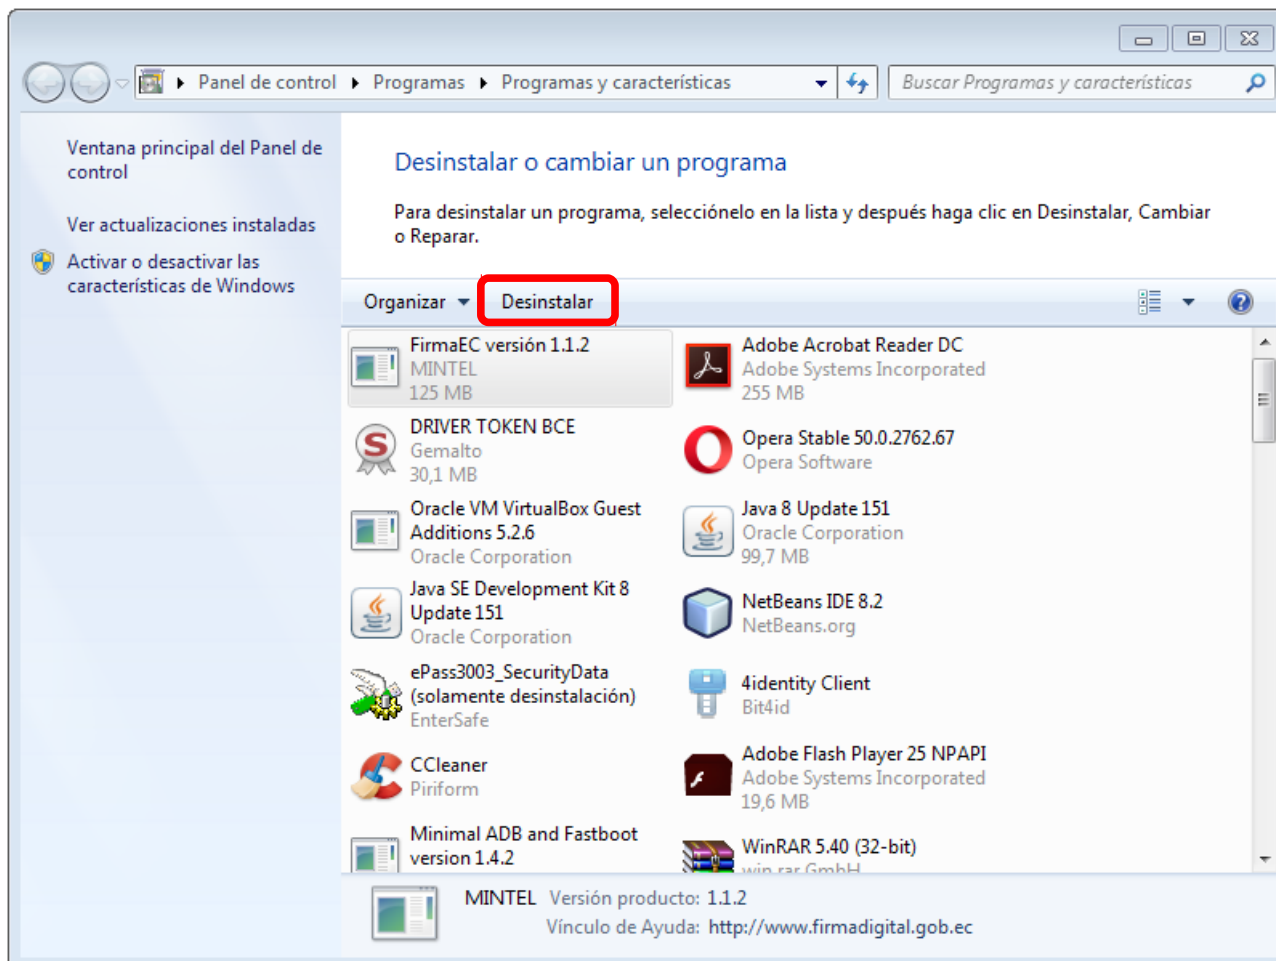 Panel de control
Programas
Programas y características
Buscar Programas y características
Ventana principal del Panel de
control
Ver actualizaciones instaladas
Activar o desactivar las
características de Windows
Desinstalar o cambiar un programa
Para desinstalar un programa, selecciónelo en la lista y después haga clic en Desinstalar, Cambiar
o Reparar.
Organizar
Desinstalar
FirmaEC versión 1.1.2
MINTEL
125 MB
Adobe Acrobat Reader DC
Adobe Systems Incorporated
255 MB
DRIVER TOKEN BCE
Gemalto
30,1 MB
Opera Stable 50.0.2762.67
Opera Software
Oracle VM VirtualBox Guest
Additions 5.2.6
Oracle Corporation
Java 8 Update 151
Oracle Corporation
99,7 MB
Java SE Development Kit 8
Update 151
Oracle Corporation
NetBeans IDE 8.2
NetBeans.org
ePass3003_SecurityData
(solamente desinstalación)
EnterSafe
4identity Client
Bit4id
CCleaner
Piriform
Adobe Flash Player 25 NPAPI
Adobe Systems Incorporated
19,6 MB
Minimal ADB and Fastboot
version 1.4.2
WinRAR 5.40 (32-bit)
win.rar GmbH
MINTEL Versión producto: 1.1.2
Vínculo de Ayuda: http://www.firmadigital.gob.ec